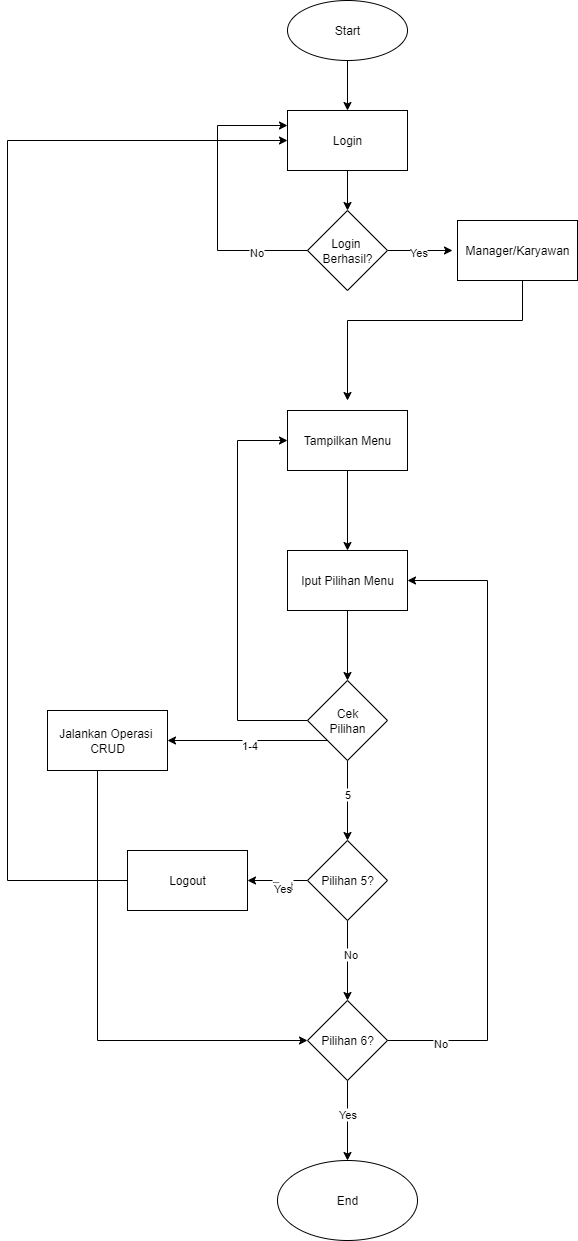 Start
Login
Login
Berhasil?
No
Yes
Manager/Karyawan
Tampilkan Menu
Iput Pilihan Menu
Cek
Pilihan
Jalankan Operasi
CRUD
1-4
5
Logout
Yes
Pilihan 5?
No
Pilihan 6?
No
Yes
End